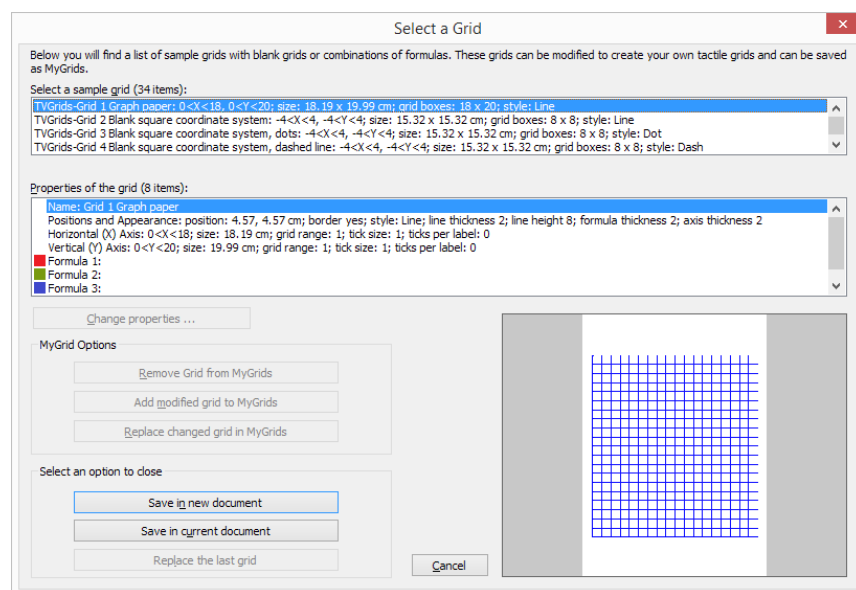 Select a Grid
Below you will find a list of sample grids with blank grids or combinations of formulas. These grids can be modified to create your own tactile grids and can be saved
as MyGrids.
Select a sample grid (34 items):
TVGrids-Grid 1 Graph paper: 0<X<18, 0<Y<20; size: 18.19 x 19.99 cm; grid boxes: 18 x 20; style: Line
TVGrids-Grid 2 Blank square coordinate system: -4<X<4, -4<Y<4; size: 15.32 x 15.32 cm; grid boxes: 8 x 8; style: Line
TVGrids-Grid 3 Blank square coordinate system, dots: -4<X<4, -4<Y<4; size: 15.32 x 15.32 cm; grid boxes: 8 x 8; style: Dot
TVGrids-Grid 4 Blank square coordinate system, dashed line: -4<X<4, -4<Y<4; size: 15.32 x 15.32 cm; grid boxes: 8 x 8; style: Dash
Properties of the grid (8 items):
Name: Grid 1 Graph paper
Positions and Appearance: position: 4.57, 4.57 cm; border yes; style: Line; line thickness 2; line height 8; formula thickness 2; axis thickness 2
Horizontal (X) Axis: 0<X<18; size: 18.19 cm; grid range: 1; tick size: 1; ticks per label: 0
Vertical (Y) Axis: 0<Y<20; size: 19.99 cm; grid range: 1; tick size: 1; ticks per label: 0
Formula 1:
Formula 2:
Formula 3:
Change properties ...
MyGrid Options
Remove Grid from MyGrids
Add modified grid to MyGrids
Replace changed grid in MyGrids
Select an option to close
Save in new document
Save in current document
Replace the last grid
Cancel